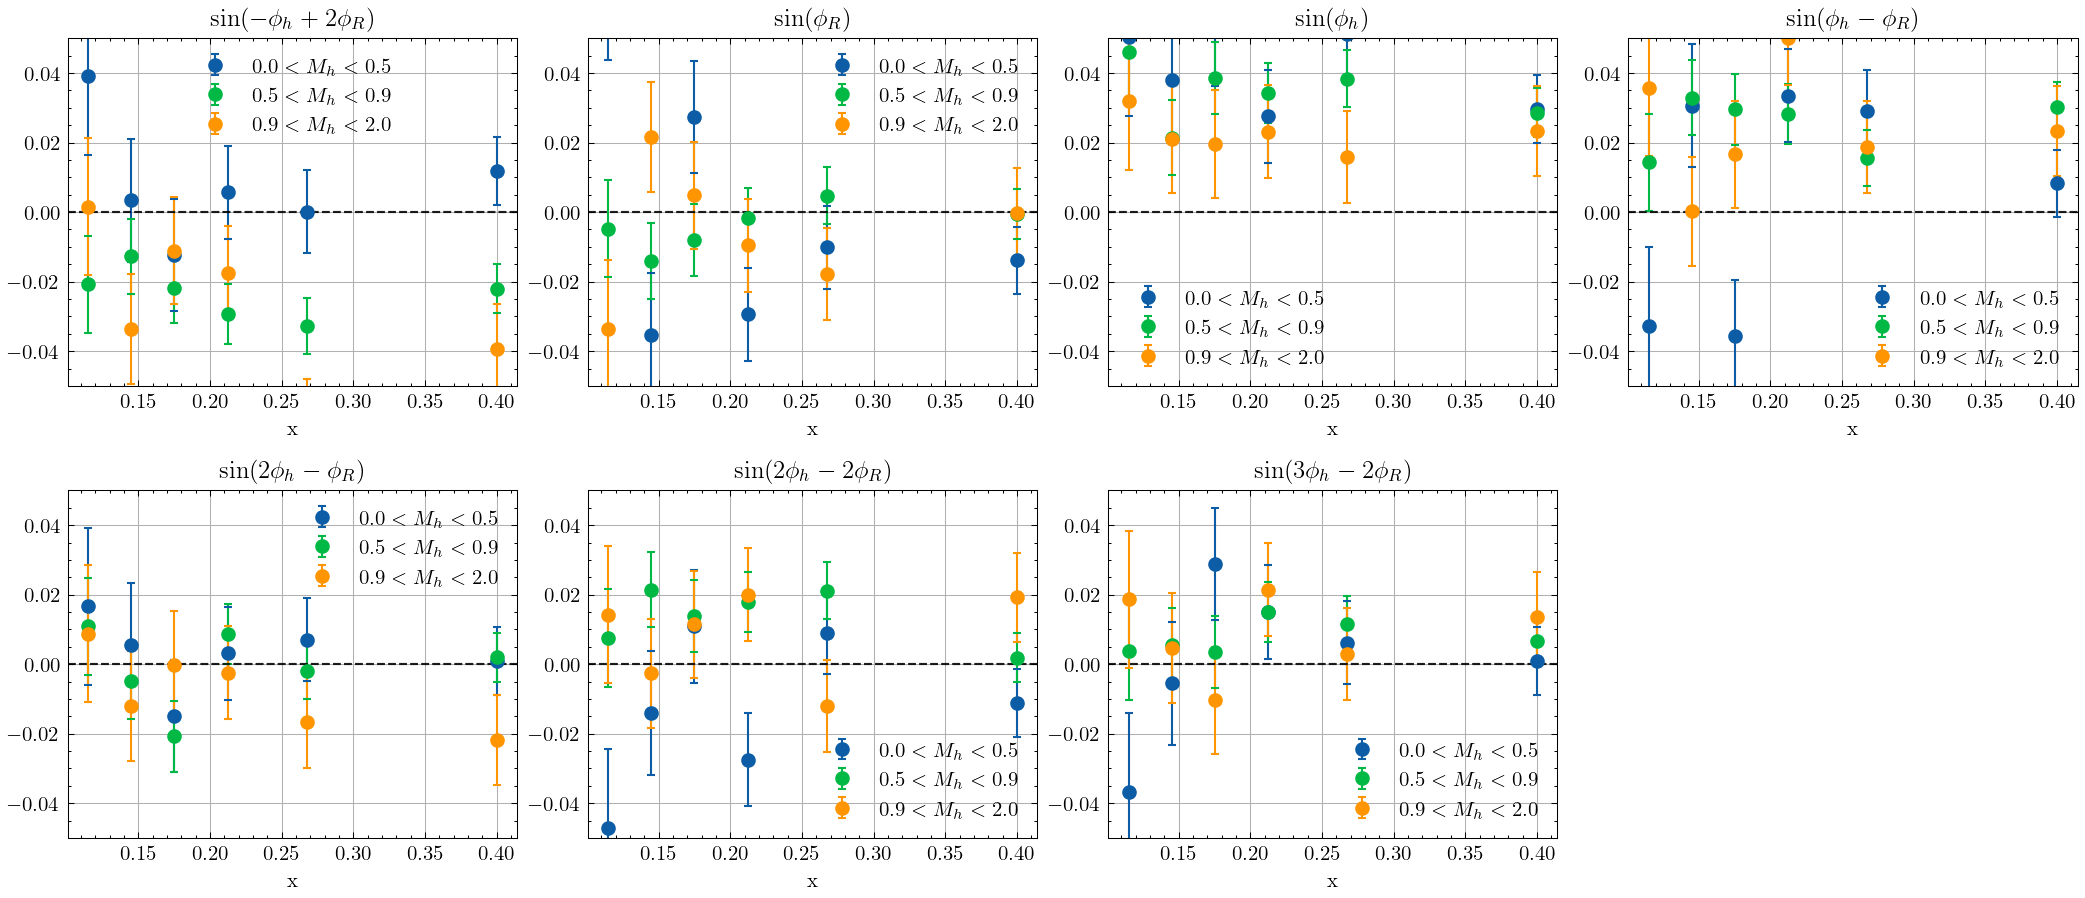 sin(−ϕ_h + 2ϕ_R)
0.04
0.02
0.00
−0.02
−0.04
0.0 < M_h < 0.5
0.5 < M_h < 0.9
0.9 < M_h < 2.0
0.15 0.20 0.25 0.30 0.35 0.40
x
sin(ϕ_R)
0.04
0.02
0.00
−0.02
−0.04
0.0 < M_h < 0.5
0.5 < M_h < 0.9
0.9 < M_h < 2.0
0.15 0.20 0.25 0.30 0.35 0.40
x
sin(ϕ_h)
0.04
0.02
0.00
−0.02
−0.04
0.0 < M_h < 0.5
0.5 < M_h < 0.9
0.9 < M_h < 2.0
0.15 0.20 0.25 0.30 0.35 0.40
x
sin(ϕ_h − ϕ_R)
0.04
0.02
0.00
−0.02
−0.04
0.0 < M_h < 0.5
0.5 < M_h < 0.9
0.9 < M_h < 2.0
0.15 0.20 0.25 0.30 0.35 0.40
x
sin(2ϕ_h − ϕ_R)
0.04
0.02
0.00
−0.02
−0.04
0.0 < M_h < 0.5
0.5 < M_h < 0.9
0.9 < M_h < 2.0
0.15 0.20 0.25 0.30 0.35 0.40
x
sin(2ϕ_h − 2ϕ_R)
0.04
0.02
0.00
−0.02
−0.04
0.0 < M_h < 0.5
0.5 < M_h < 0.9
0.9 < M_h < 2.0
0.15 0.20 0.25 0.30 0.35 0.40
x
sin(3ϕ_h − 2ϕ_R)
0.04
0.02
0.00
−0.02
−0.04
0.0 < M_h < 0.5
0.5 < M_h < 0.9
0.9 < M_h < 2.0
0.15 0.20 0.25 0.30 0.35 0.40
x